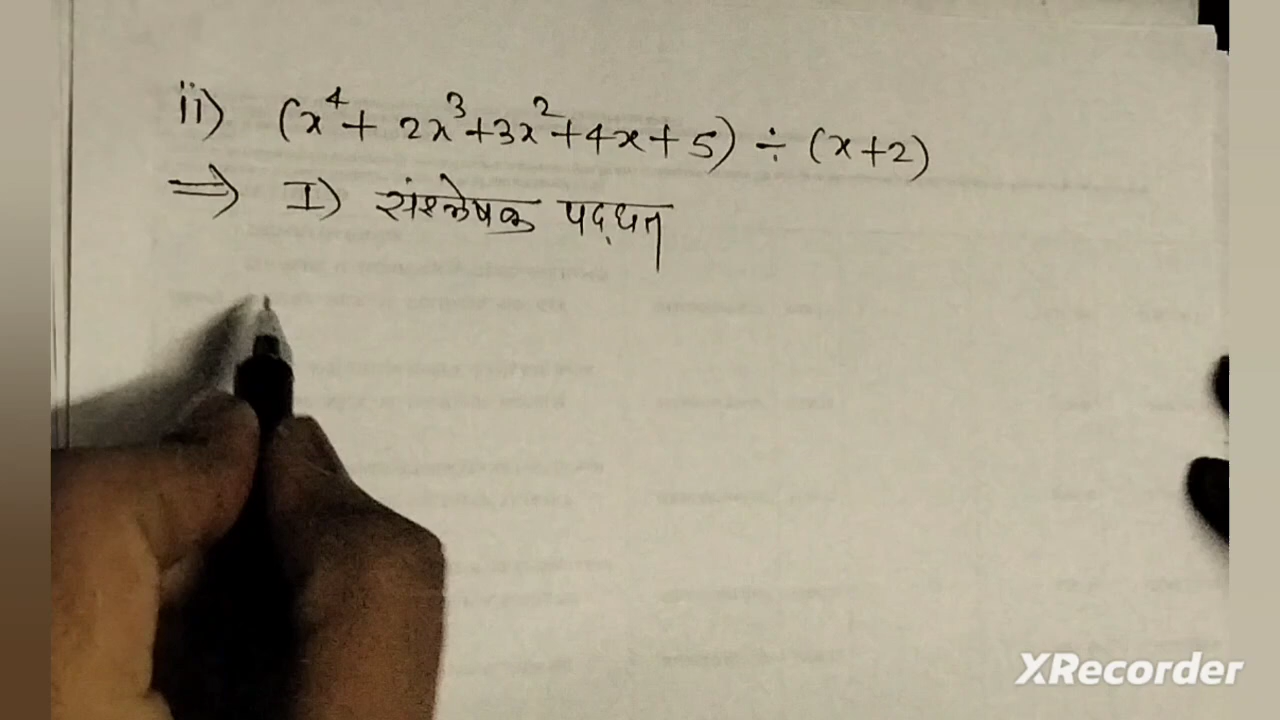 ii) (x⁴ + 2x³ + 3x² + 4x + 5) ÷ (x + 2)
⇒ I) संश्लेषक पद्धत
XRecorder